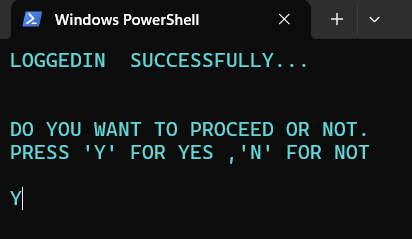 Windows PowerShell
LOGGEDIN  SUCCESSFULLY...
DO YOU WANT TO PROCEED OR NOT.
PRESS 'Y' FOR YES ,'N' FOR NOT
Y